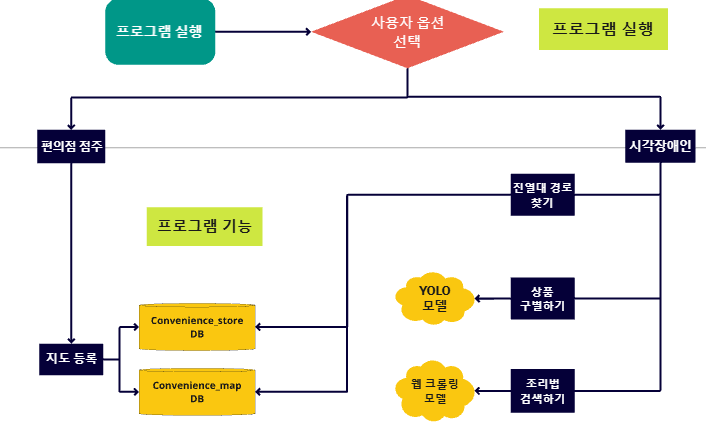 프로그램 실행
사용자 옵션
선택
프로그램 실행
편의점 점주
시각장애인
진열대 경로
찾기
프로그램 기능
YOLO
모델
상품
구별하기
Convenience_store
DB
지도 등록
Convenience_map
DB
웹 크롤링
모델
조리법
검색하기